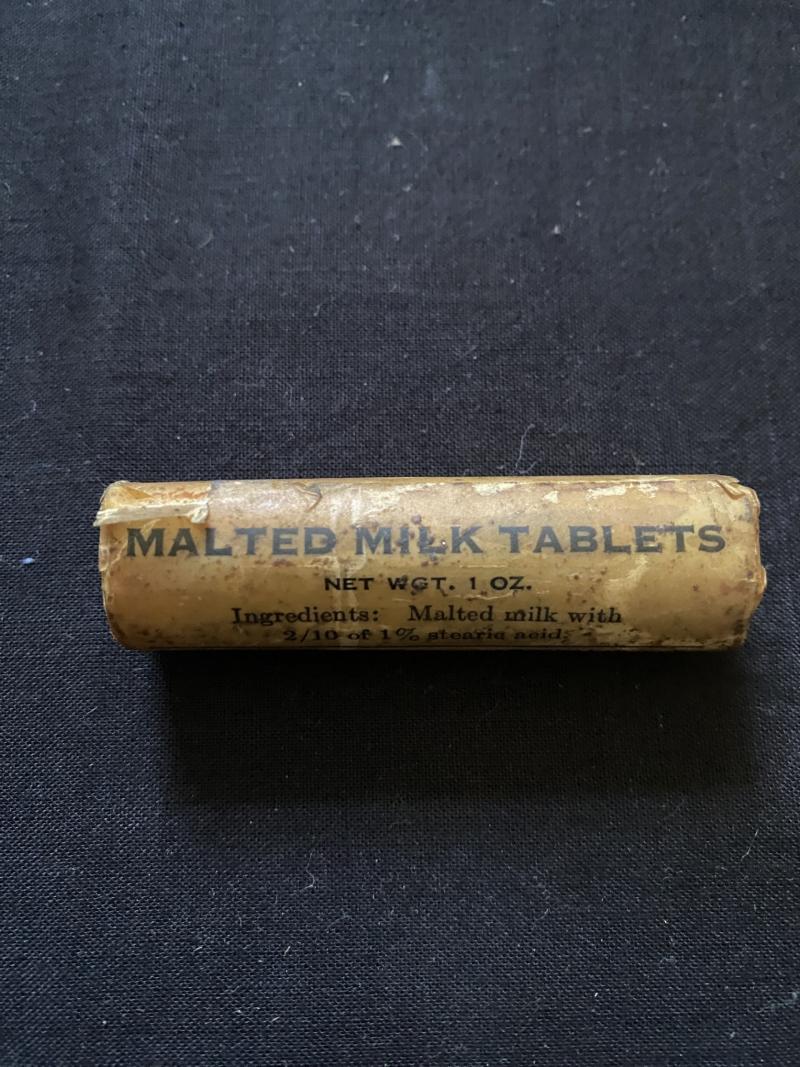 MALTED MILK TABLETS
NET WGT. 1 OZ.
Ingredients: Malted milk with
2/10 of 1% stearic acid.